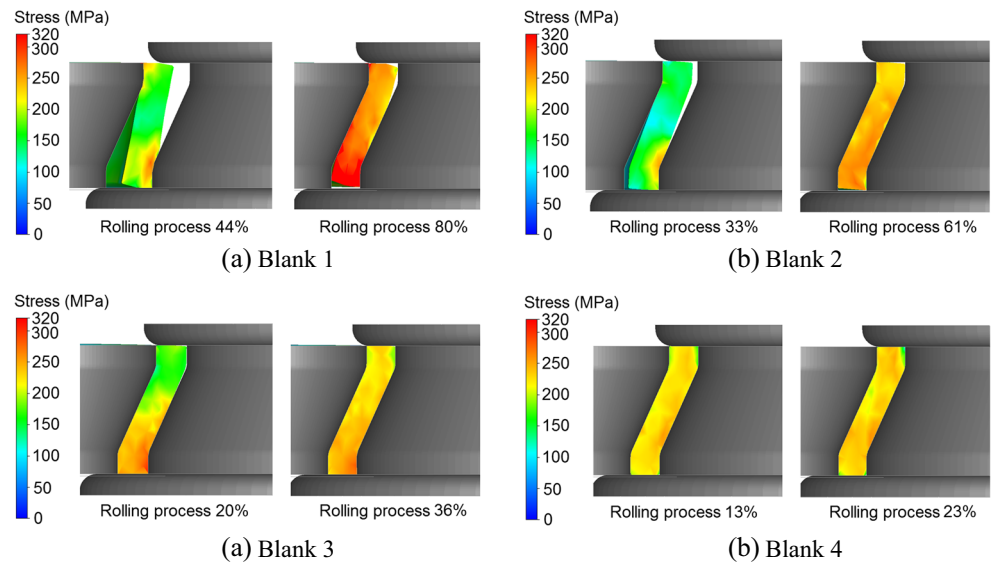 Stress (MPa)
320
300
250
200
150
100
50
0
Rolling process 44%
Rolling process 80%
(a) Blank 1
Stress (MPa)
320
300
250
200
150
100
50
0
Rolling process 33%
Rolling process 61%
(b) Blank 2
Stress (MPa)
320
300
250
200
150
100
50
0
Rolling process 20%
Rolling process 36%
(a) Blank 3
Stress (MPa)
320
300
250
200
150
100
50
0
Rolling process 13%
Rolling process 23%
(b) Blank 4